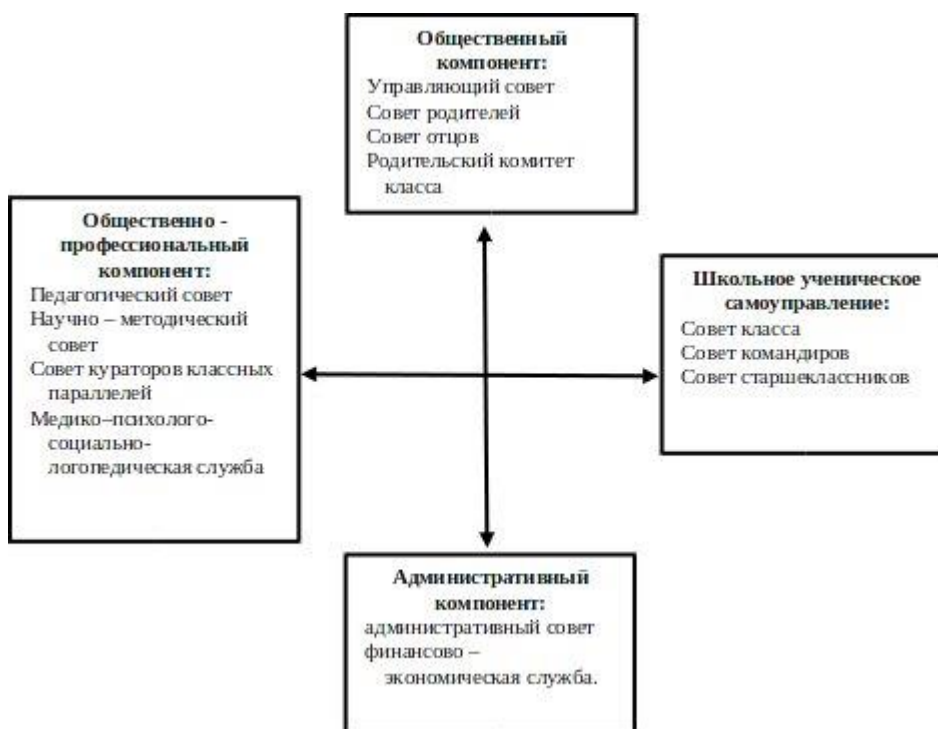 Общественный
компонент:
Управляющий совет
Совет родителей
Совет отцов
Родительский комитет
класса
Общественно -
профессиональный
компонент:
Педагогический совет
Научно – методический
совет
Совет кураторов классных
параллелей
Медико–психолого-
социально-
логопедическая служба
Школьное ученическое
самоуправление:
Совет класса
Совет командиров
Совет старшеклассников
Административный
компонент:
административный совет
финансово –
экономическая служба.